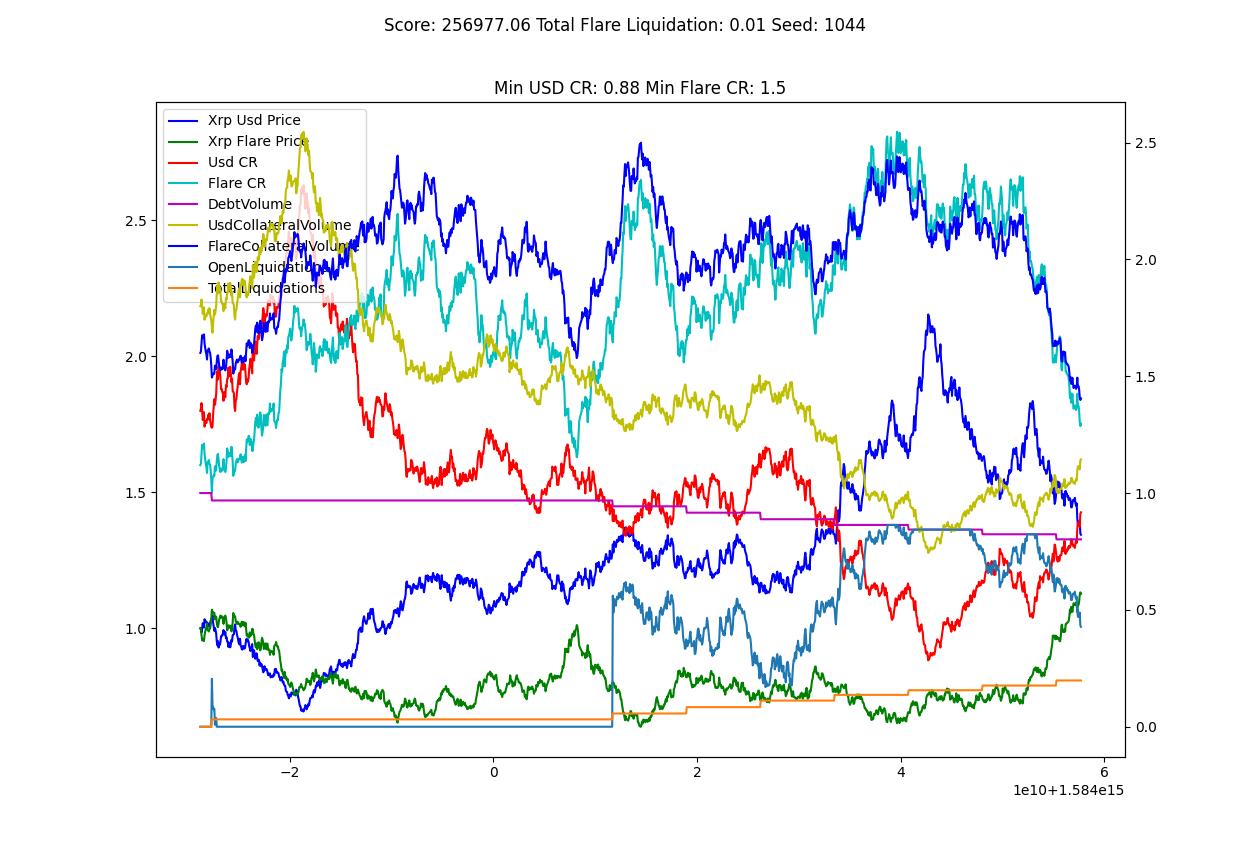 Score: 256977.06 Total Flare Liquidation: 0.01 Seed: 1044
Min USD CR: 0.88 Min Flare CR: 1.5
Xrp Usd Price
Xrp Flare Price
Usd CR
Flare CR
DebtVolume
UsdCollateralVolume
FlareCollateralVolume
OpenLiquidations
TotalLiquidations
2.5
2.0
1.5
1.0
2.5
2.0
1.5
1.0
0.5
0.0
−2 0 2 4 6
1e10+1.584e15